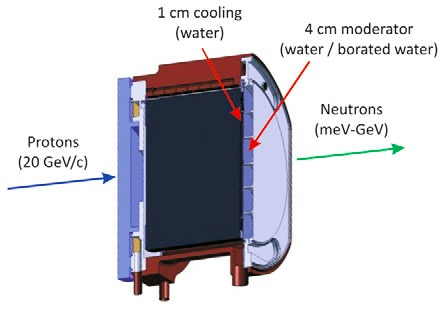 1 cm cooling
(water)
4 cm moderator
(water / borated water)
Neutrons
(meV-GeV)
Protons
(20 GeV/c)